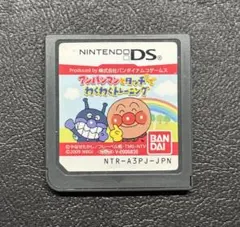 NINTENDO DS
Produced by 株式会社バンダイナムコゲームス
アンパンマンとタッチで
わくわくトレーニング
BAN
DAI
NTR-A3PJ-JPN